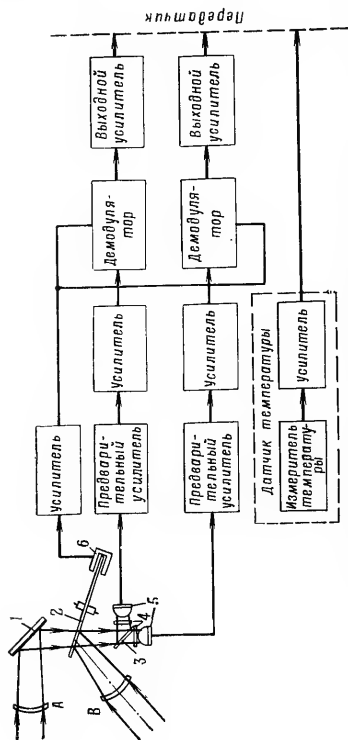 Передатчик
Усилитель
Демодуля-
тор
Выходной
усилитель
Предвари-
тельный
усилитель
Усилитель
Демодуля-
тор
Выходной
усилитель
Предвари-
тельный
усилитель
Усилитель
Датчик температуры
Измеритель
температу-
ры
Усилитель
А
В
1
2
3
4
5
6